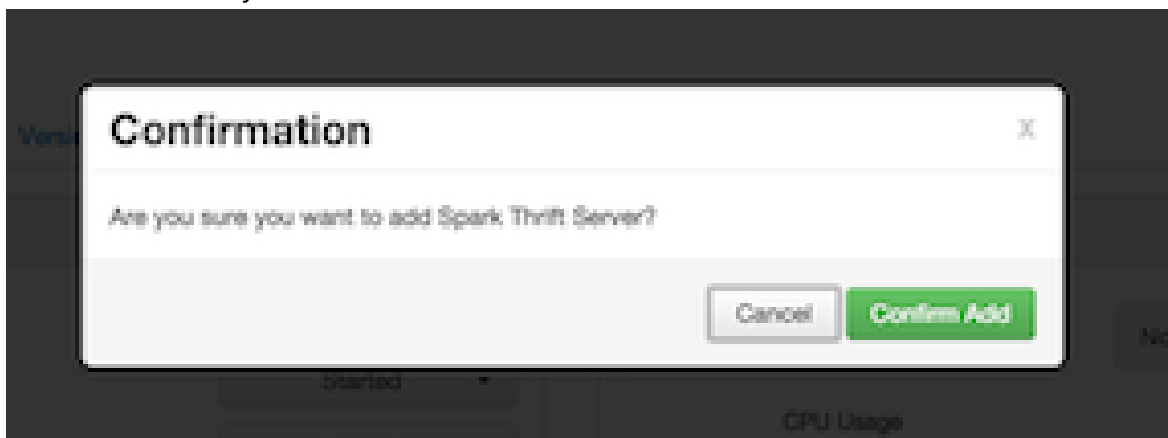 Confirmation
X
Are you sure you want to add Spark Thrift Server?
Cancel
Confirm Add
Started
CPU Usage